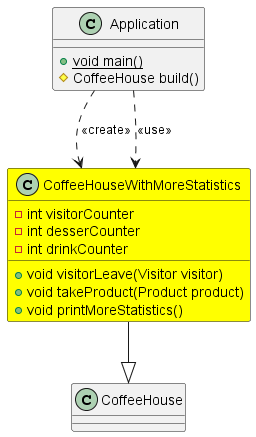 C Application
void main()
CoffeeHouse build()
«create» «use»
C CoffeeHouseWithMoreStatistics
int visitorCounter
int desserCounter
int drinkCounter
void visitorLeave(Visitor visitor)
void takeProduct(Product product)
void printMoreStatistics()
C CoffeeHouse